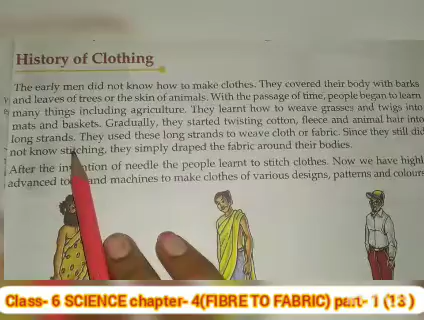 History of Clothing
The early men did not know how to make clothes. They covered their body with barks
and leaves of trees or the skin of animals. With the passage of time, people began to learn
many things including agriculture. They learnt how to weave grasses and twigs into
mats and baskets. Gradually, they started twisting cotton, fleece and animal hair into
long strands. They used these long strands to weave cloth or fabric. Since they still did
not know stitching, they simply draped the fabric around their bodies.
After the invention of needle the people learnt to stitch clothes. Now we have highl
advanced and machines to make clothes of various designs, patterns and colours
Class- 6 SCIENCE chapter- 4(FIBRE TO FABRIC) part- 1 (13)